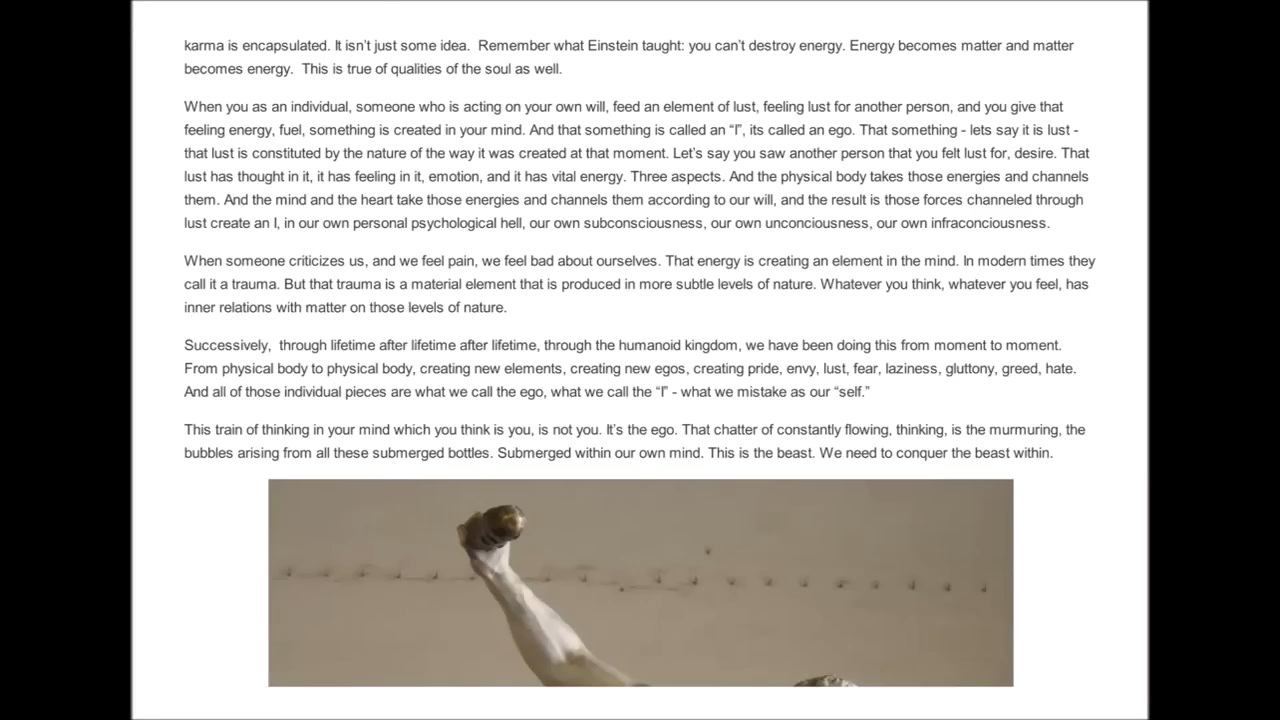 karma is encapsulated. It isn’t just some idea.  Remember what Einstein taught: you can’t destroy energy. Energy becomes matter and matter
becomes energy.  This is true of qualities of the soul as well.
When you as an individual, someone who is acting on your own will, feed an element of lust, feeling lust for another person, and you give that
feeling energy, fuel, something is created in your mind. And that something is called an “I”, its called an ego. That something - lets say it is lust -
that lust is constituted by the nature of the way it was created at that moment. Let’s say you saw another person that you felt lust for, desire. That
lust has thought in it, it has feeling in it, emotion, and it has vital energy. Three aspects. And the physical body takes those energies and channels
them. And the mind and the heart take those energies and channels them according to our will, and the result is those forces channeled through
lust create an I, in our own personal psychological hell, our own subconsciousness, our own unconciousness, our own infraconciousness.
When someone criticizes us, and we feel pain, we feel bad about ourselves. That energy is creating an element in the mind. In modern times they
call it a trauma. But that trauma is a material element that is produced in more subtle levels of nature. Whatever you think, whatever you feel, has
inner relations with matter on those levels of nature.
Successively,  through lifetime after lifetime after lifetime, through the humanoid kingdom, we have been doing this from moment to moment.
From physical body to physical body, creating new elements, creating new egos, creating pride, envy, lust, fear, laziness, gluttony, greed, hate.
And all of those individual pieces are what we call the ego, what we call the “I” - what we mistake as our “self.”
This train of thinking in your mind which you think is you, is not you. It’s the ego. That chatter of constantly flowing, thinking, is the murmuring, the
bubbles arising from all these submerged bottles. Submerged within our own mind. This is the beast. We need to conquer the beast within.